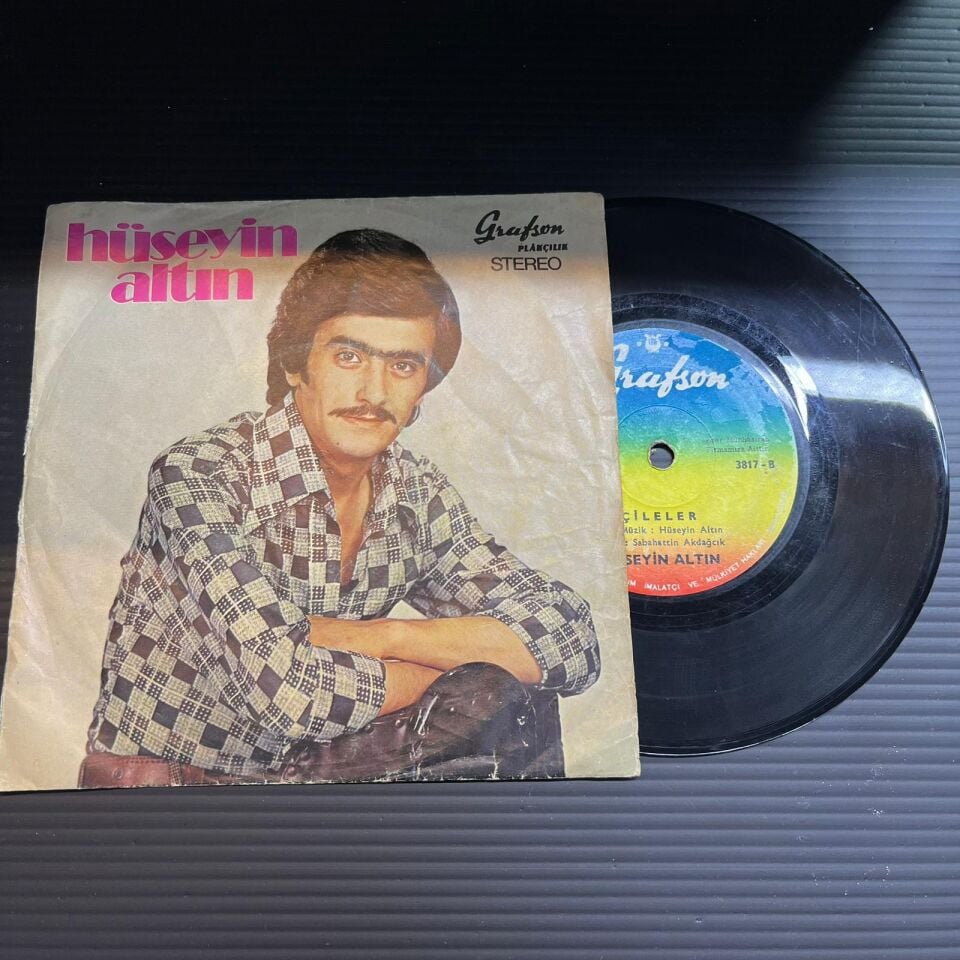 hüseyin
altın
Grafson
PLÂKÇILIK
STEREO
Grafson
3817-B
ÇİLELER
Müzik : Hüseyin Altın
: Sabahattin Akdağcık
SEYİN ALTIN
İMALATÇI VE MÜLKİYET HAKLARI